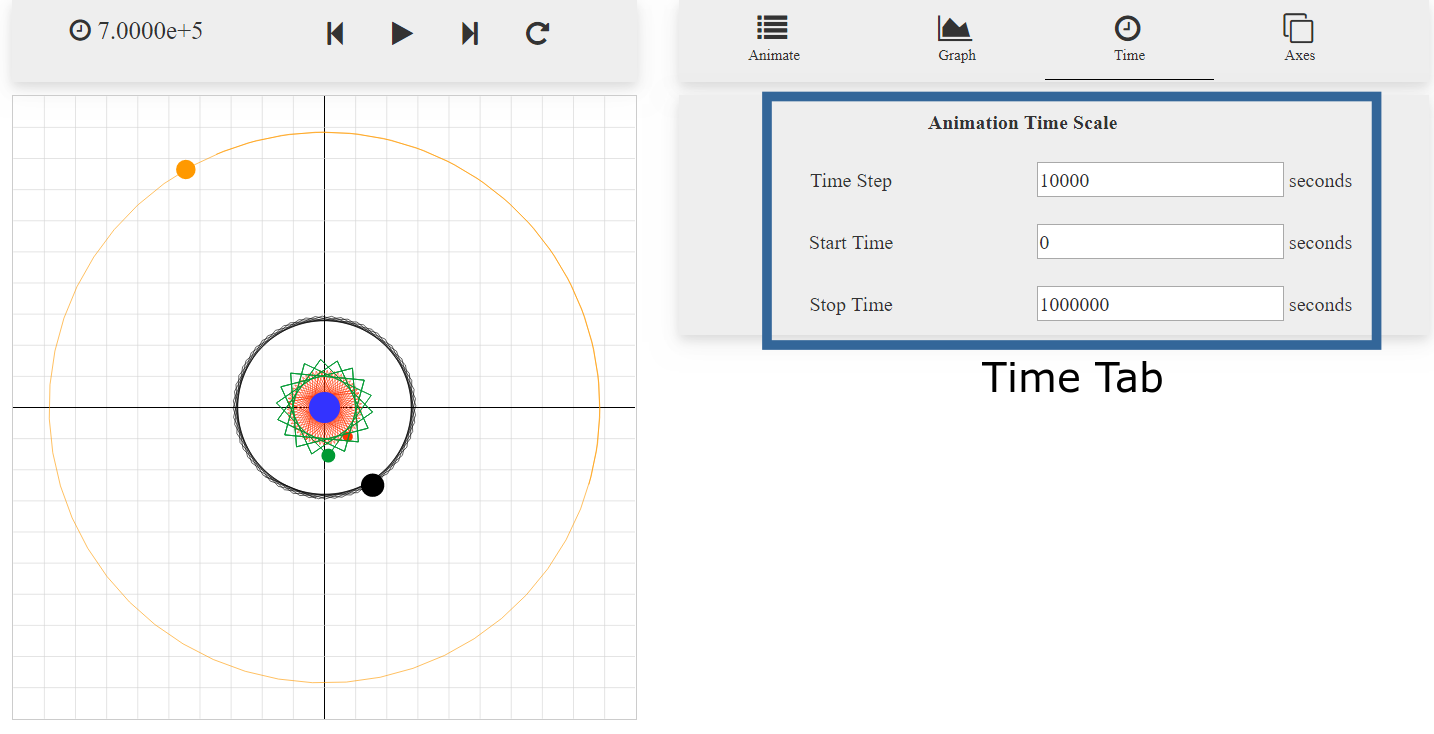 7.0000e+5
Animate Graph Time Axes
Animation Time Scale
Time Step 10000 seconds
Start Time 0 seconds
Stop Time 1000000 seconds
Time Tab